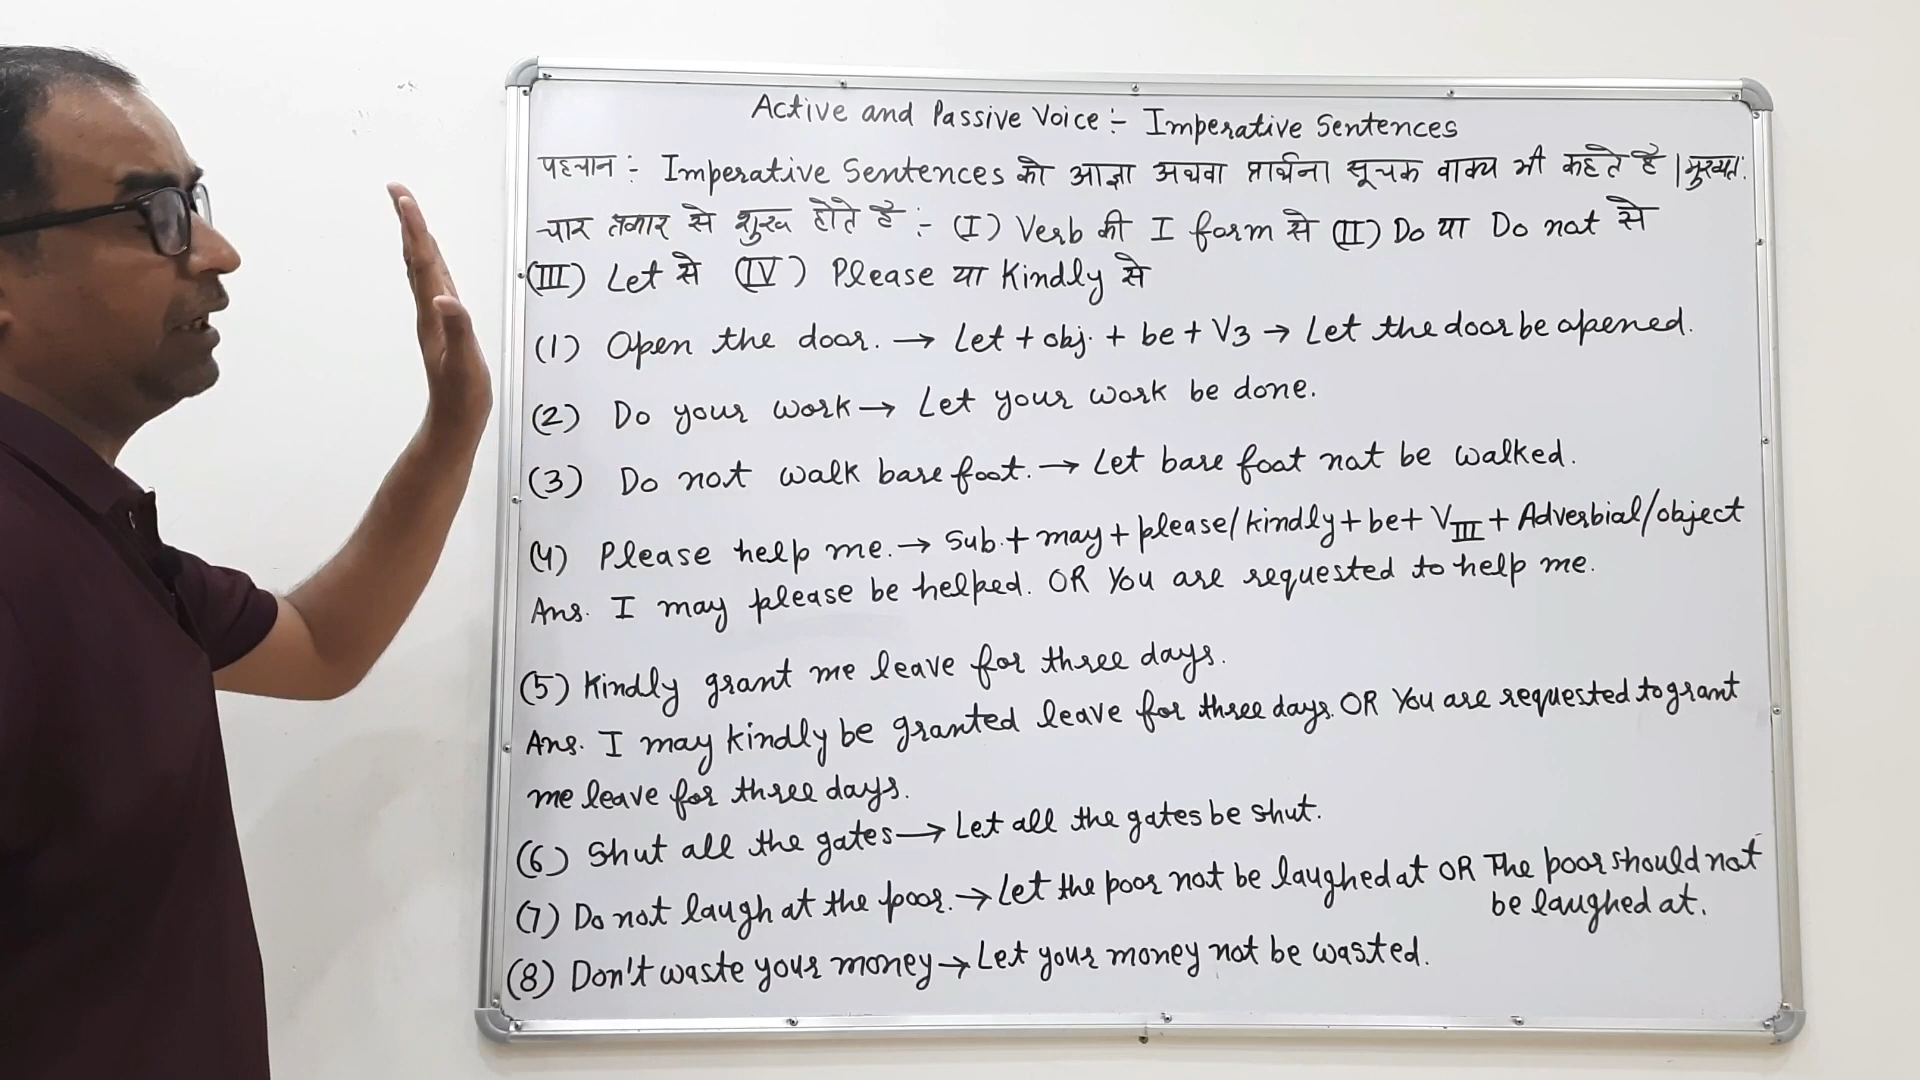 Active and Passive Voice :- Imperative Sentences
पहचान :- Imperative Sentences को आज्ञा अथवा प्रार्थना सूचक वाक्य भी कहते है | मुख्यत:
चार प्रकार से शुरू होते है :- (I) Verb की I form से (II) Do या Do not से
(III) Let से (IV) Please या Kindly से
(1) Open the door. → Let + obj. + be + V3 → Let the door be opened.
(2) Do your work → Let your work be done.
(3) Do not walk bare foot. → Let bare foot not be walked.
(4) Please help me. → Sub. + may + please/kindly + be + VIII + Adverbial/object
Ans. I may please be helped. OR You are requested to help me.
(5) Kindly grant me leave for three days.
Ans. I may kindly be granted leave for three days. OR You are requested to grant
me leave for three days.
(6) Shut all the gates → Let all the gates be shut.
(7) Do not laugh at the poor. → Let the poor not be laughed at OR The poor should not
be laughed at.
(8) Don't waste your money → Let your money not be wasted.